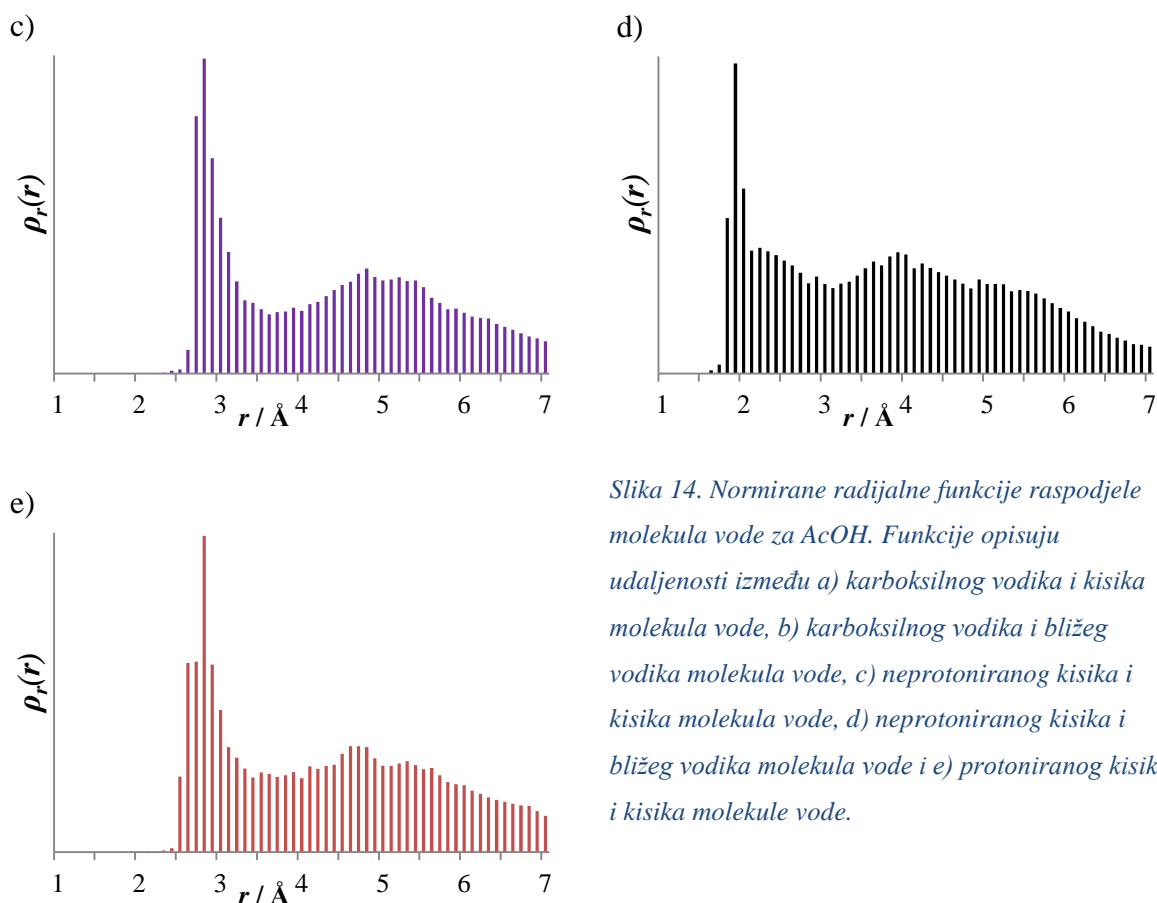 c)
ρr(r)
1 2 3 4 5 6 7
r / Å
d)
ρr(r)
1 2 3 4 5 6 7
r / Å
e)
ρr(r)
1 2 3 4 5 6 7
r / Å
Slika 14. Normirane radijalne funkcije raspodjele
molekula vode za AcOH. Funkcije opisuju
udaljenosti između a) karboksilnog vodika i kisika
molekula vode, b) karboksilnog vodika i bližeg
vodika molekula vode, c) neprotoniranog kisika i
kisika molekula vode, d) neprotoniranog kisika i
bližeg vodika molekula vode i e) protoniranog kisik
i kisika molekule vode.